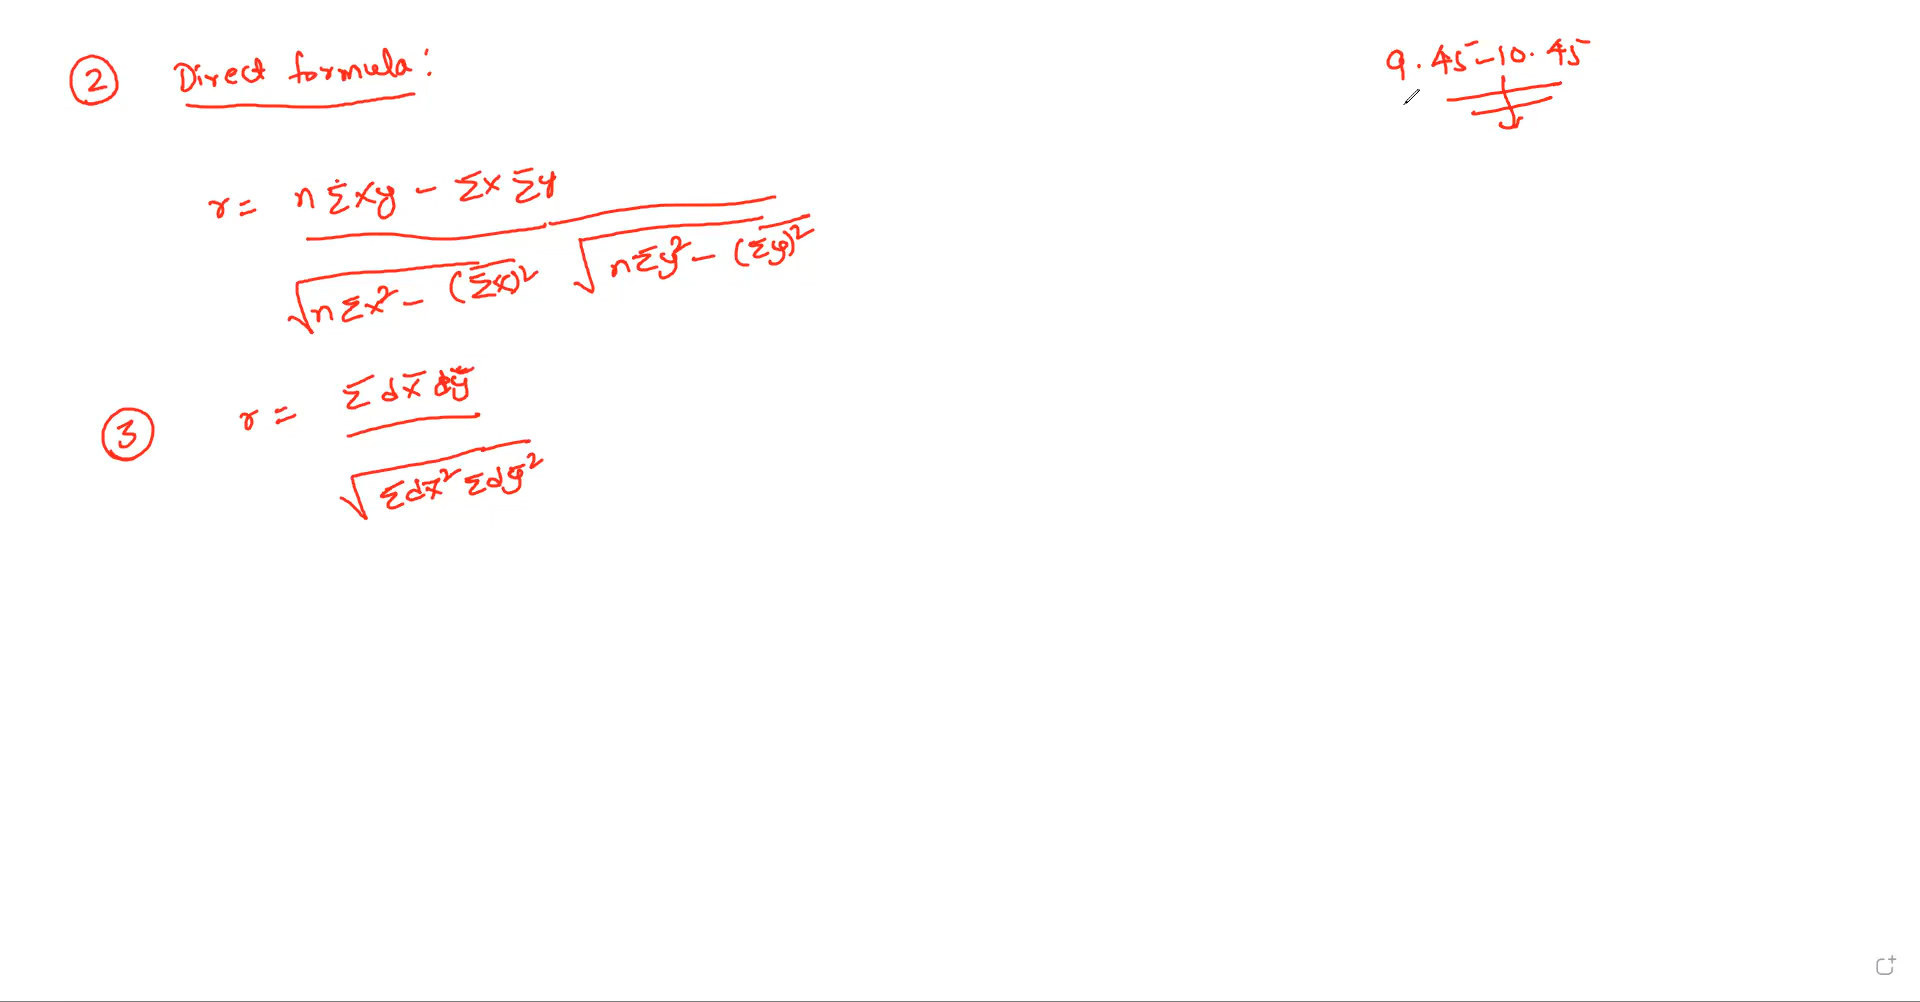 ② Direct formula:
9.45-10.45
r = n Σxy - Σx Σy
√nΣx² - (Σx)² √nΣy² - (Σy)²
③ r = Σ dx̄ dȳ
√Σdx̄² Σdȳ²